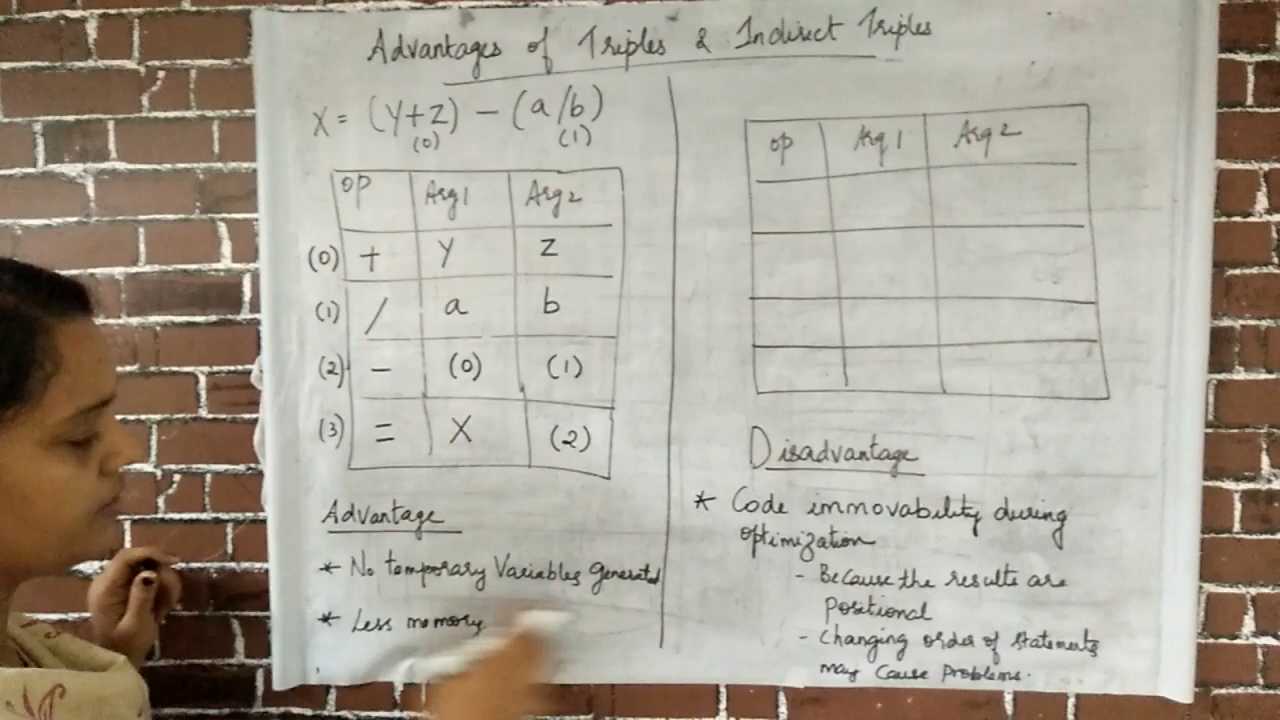 Advantages of Triples & Indirect Triples
X = (Y+Z) - (a/b)
(0) (1)
OP Arg1 Arg2
(0) + Y Z
(1) / a b
(2) - (0) (1)
(3) = X (2)
Advantage
* No temporary Variables Generated
* Less memory
OP Arg1 Arg2
Disadvantage
* Code immovability during
optimization
- Because the results are
Positional
- Changing order of statements
may Cause Problems.